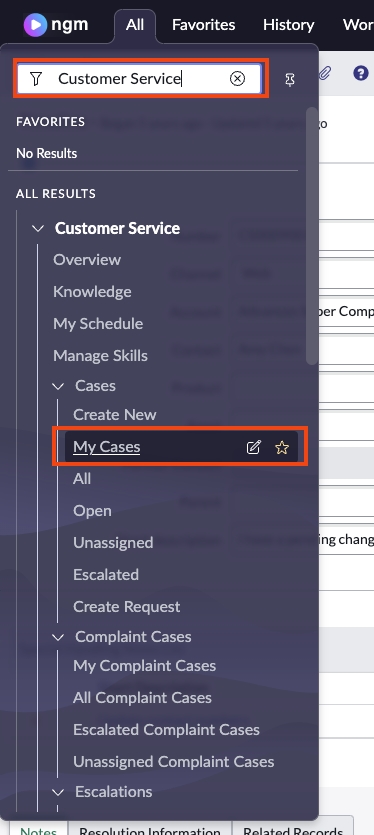 ngm All Favorites History Wor
Customer Service
FAVORITES
No Results
ALL RESULTS
Customer Service
Overview
Knowledge
My Schedule
Manage Skills
Cases
Create New
My Cases
All
Open
Unassigned
Escalated
Create Request
Complaint Cases
My Complaint Cases
All Complaint Cases
Escalated Complaint Cases
Unassigned Complaint Cases
Escalations
Notes Resolution Information Related Records